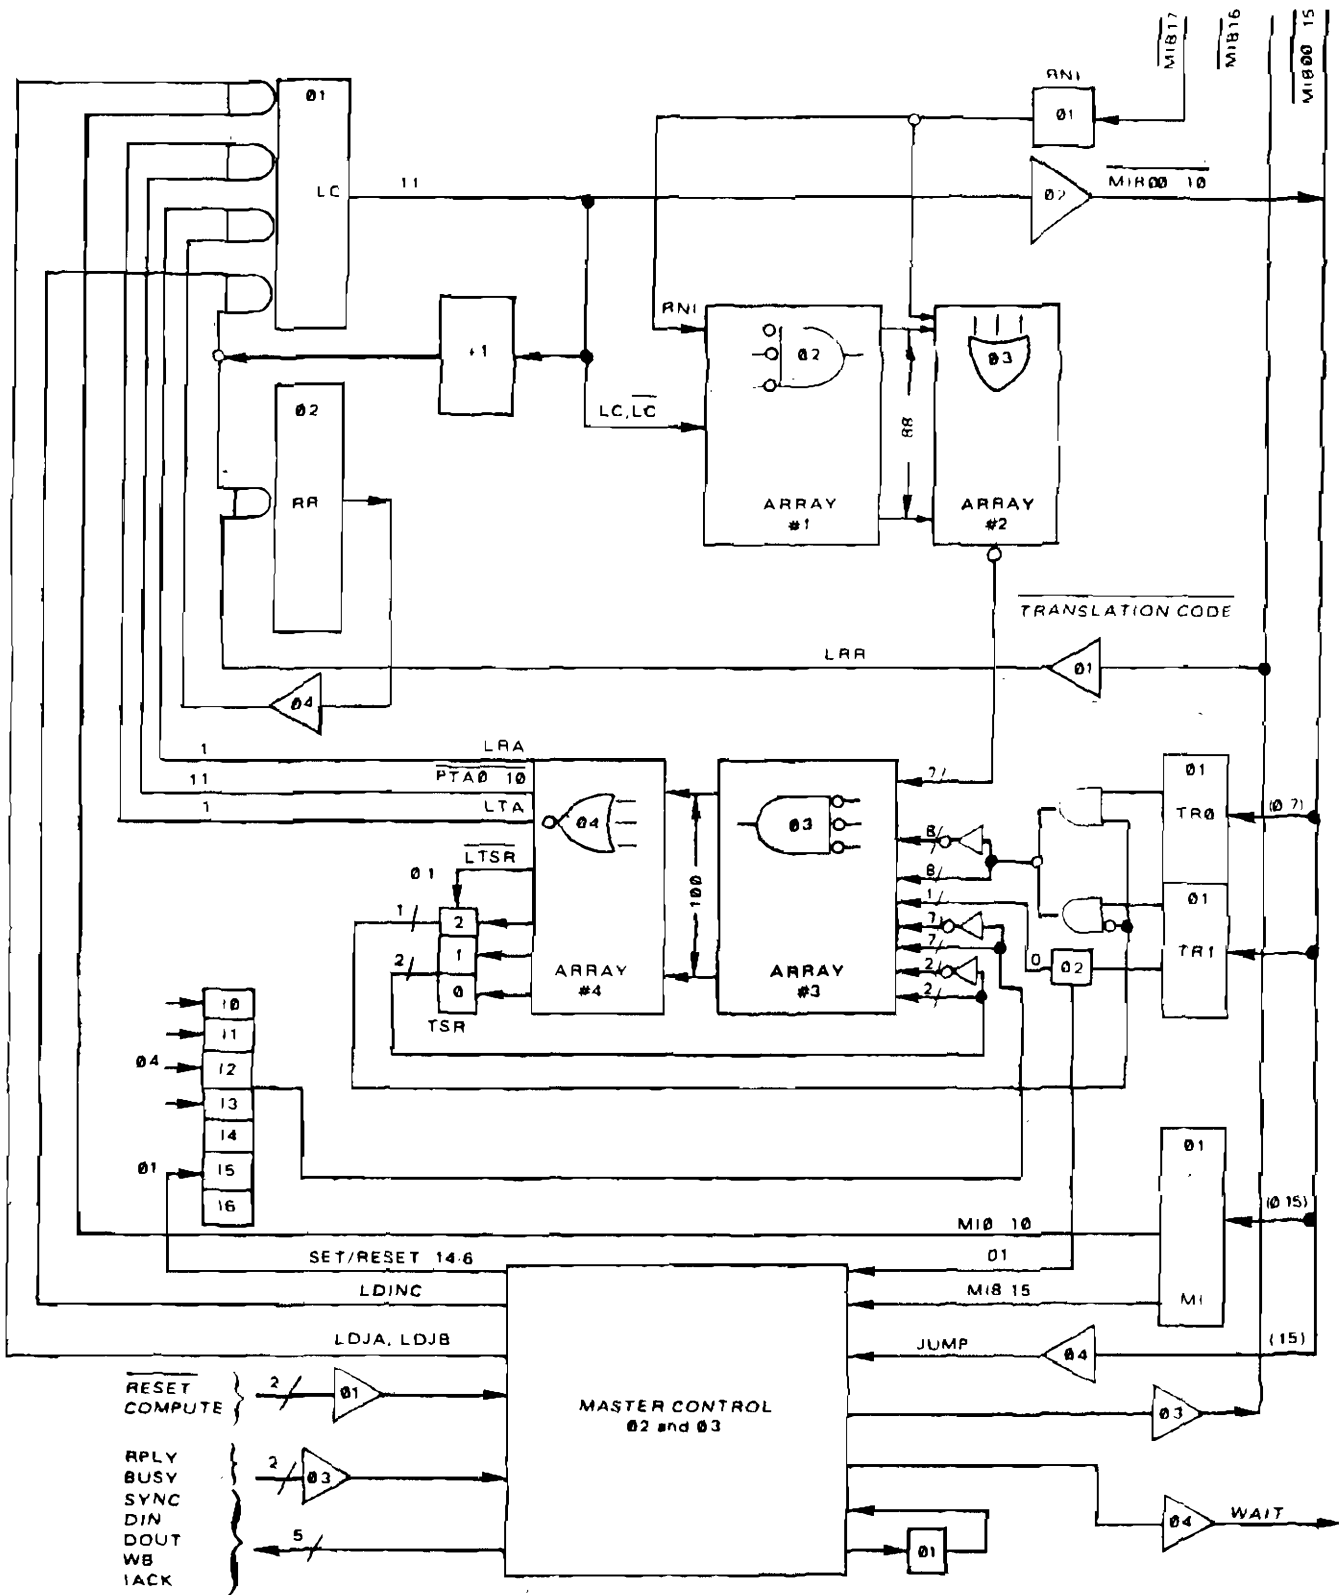 MIB17
MIB16
MIB00 15
RNI
01
01
LC
11
02
MIR00 10
RNI
+1
02
03
LC, LC
88
02
RR
ARRAY
#1
ARRAY
#2
TRANSLATION CODE
LRR
01
04
1
LRA
11
PTA0 10
1
LTA
04
03
7/
01
TR0
(0 7)
8/
8/
1/
7
7
2/
2/
100
LTSR
01
1
2
2
1
0
TSR
ARRAY
#4
ARRAY
#3
0
02
01
TR1
10
11
04
12
13
14
01
15
16
01
(0 15)
MI0 10
MI
SET/RESET 14-6
01
LDINC
MI8 15
LDJA, LDJB
JUMP
04
(15)
RESET
COMPUTE
2
01
MASTER CONTROL
02 and 03
03
RPLY
BUSY
2
03
SYNC
DIN
DOUT
WB
IACK
5
01
04
WAIT